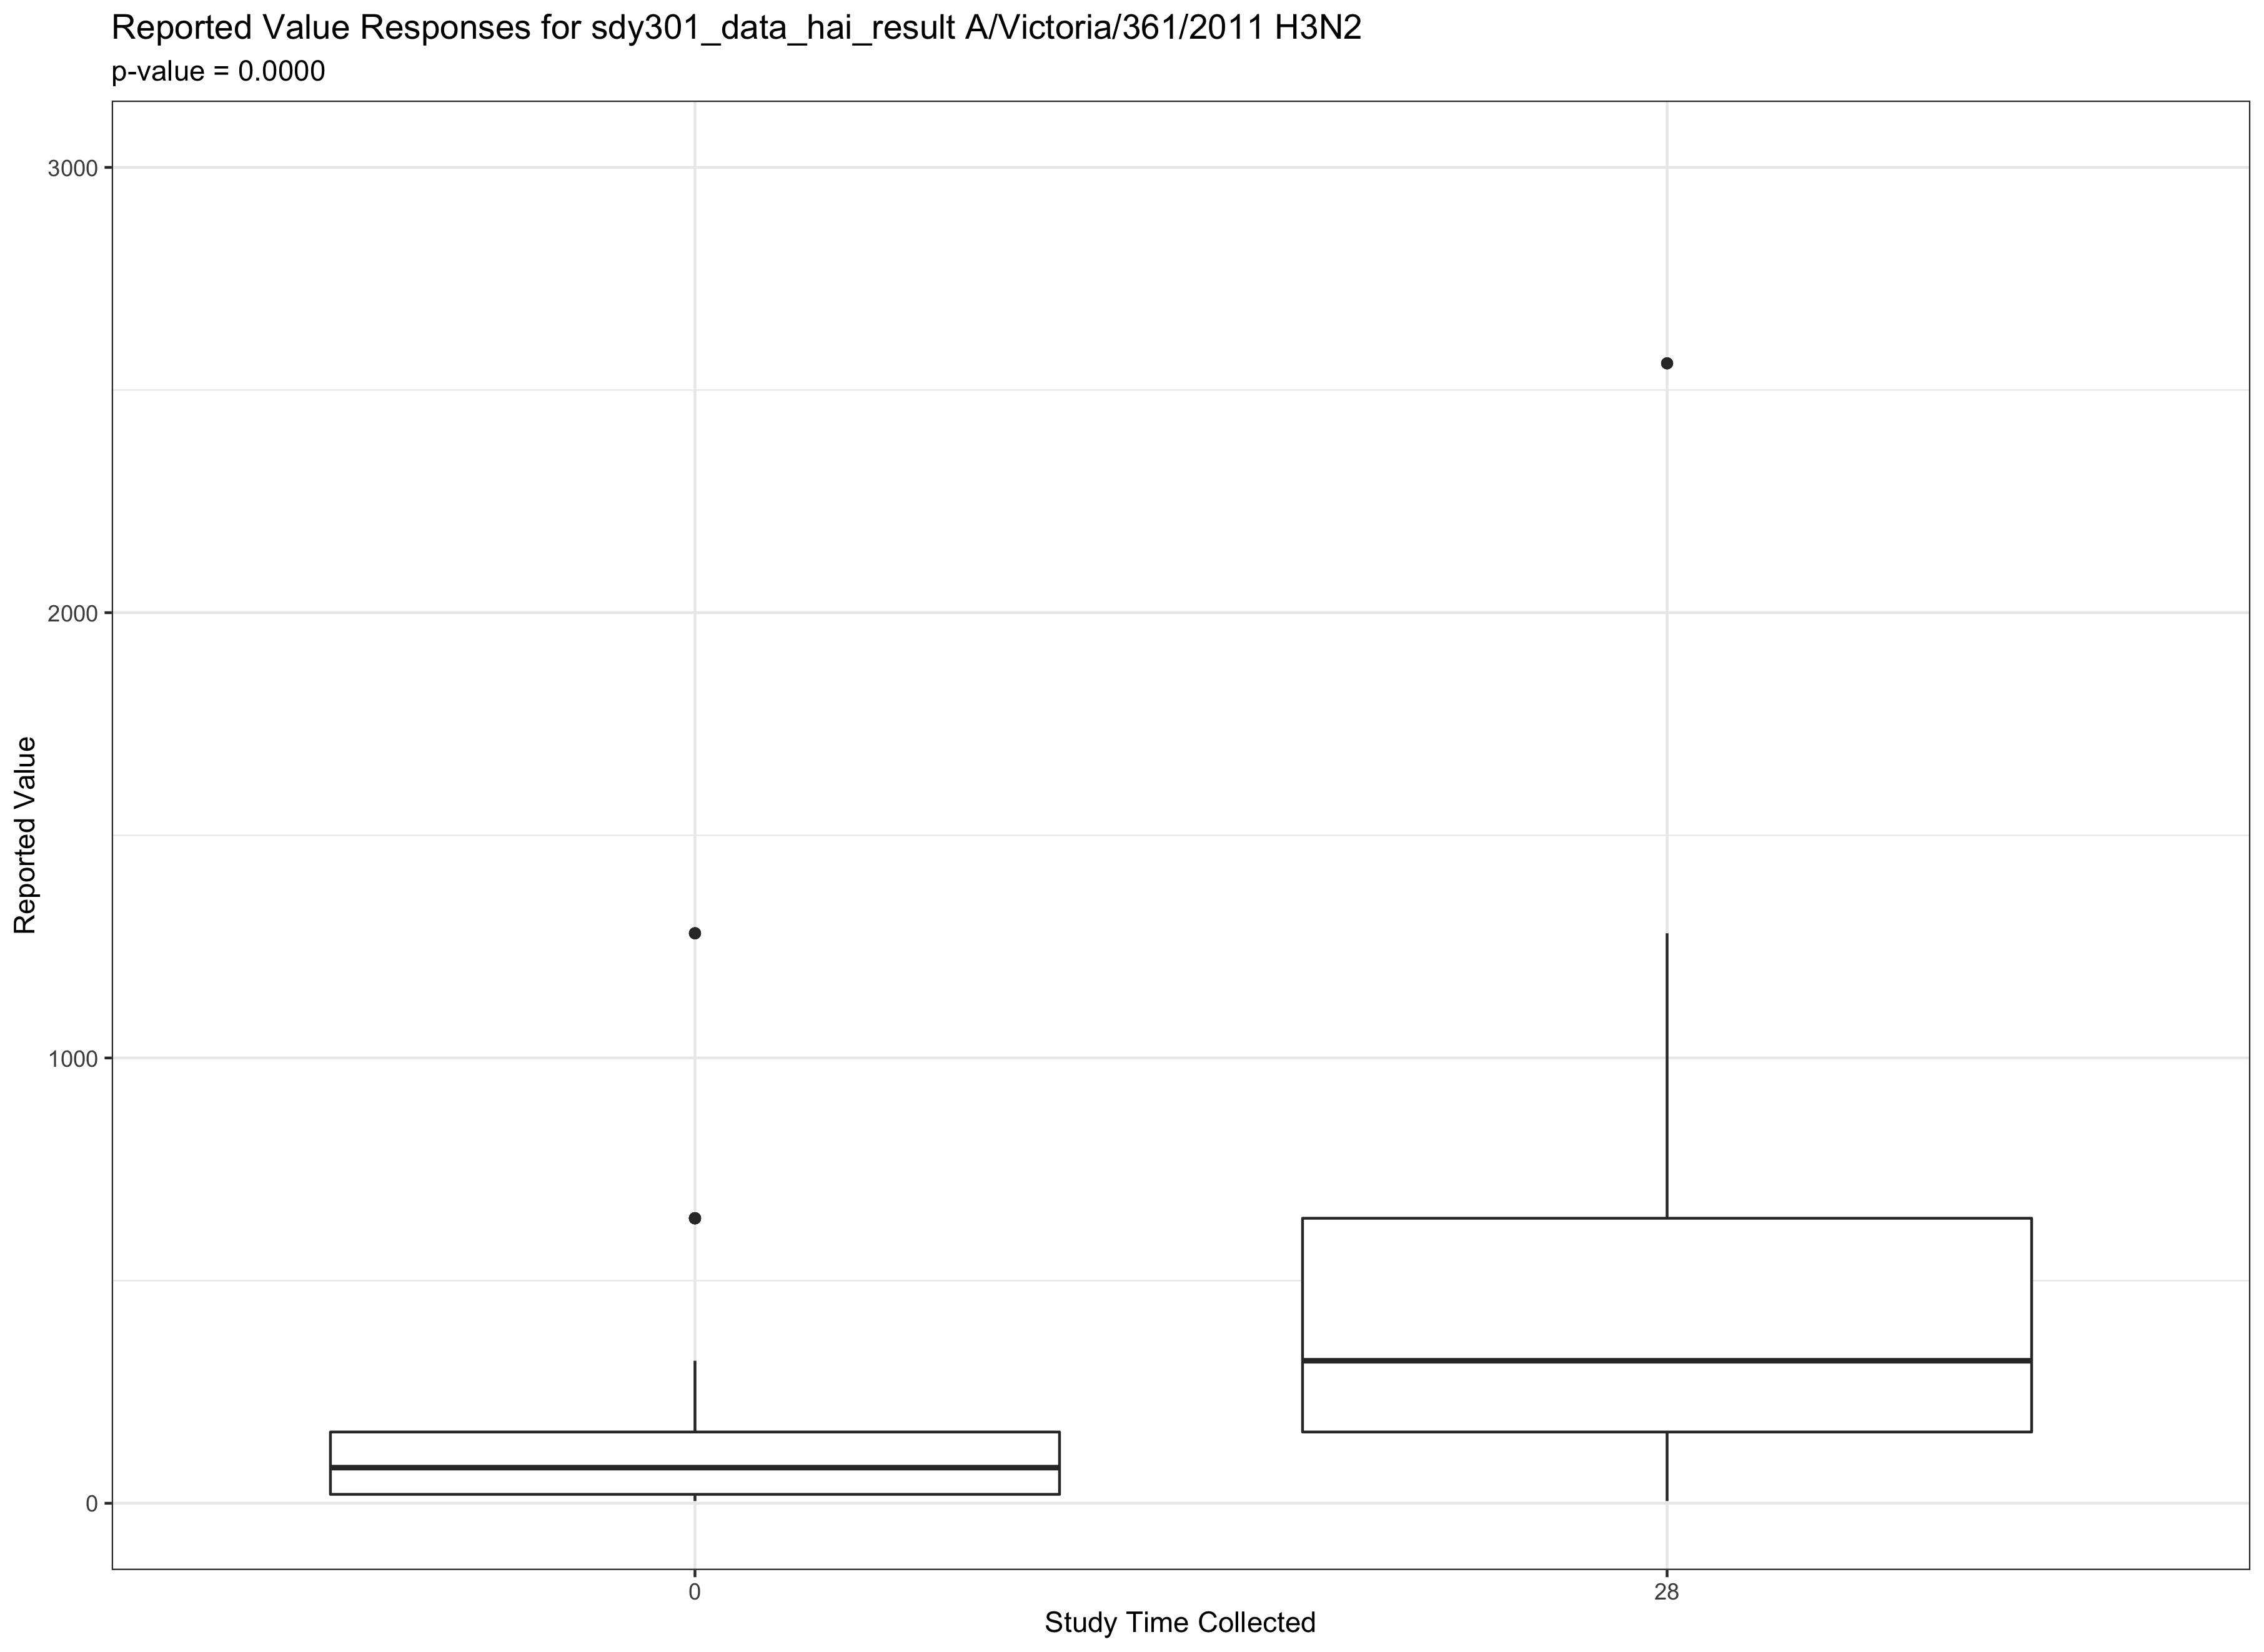 Reported Value Responses for sdy301_data_hai_result A/Victoria/361/2011 H3N2
p-value = 0.0000
3000
2000
1000
0
Reported Value
0
28
Study Time Collected